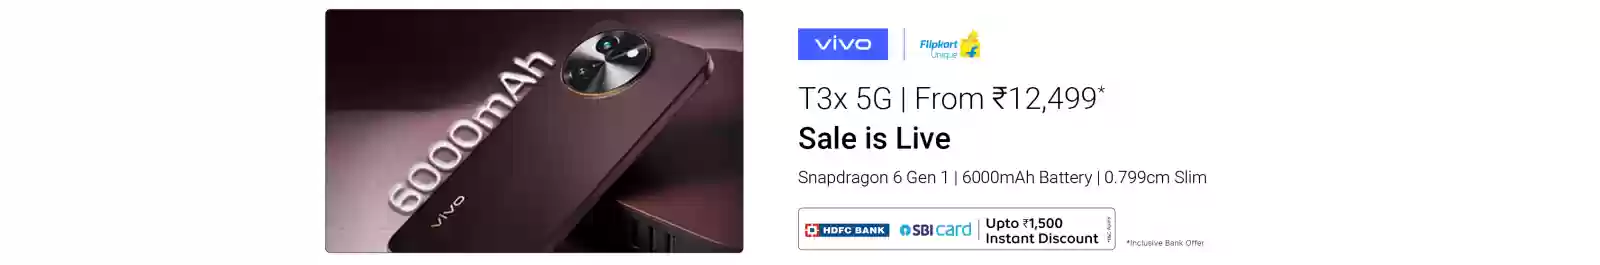 6000mAh
vivo
vivo
Flipkart
Unique
T3x 5G | From ₹12,499*
Sale is Live
Snapdragon 6 Gen 1 | 6000mAh Battery | 0.799cm Slim
HDFC BANK
SBI card
Upto ₹1,500
Instant Discount
*T&C Apply
*Inclusive Bank Offer